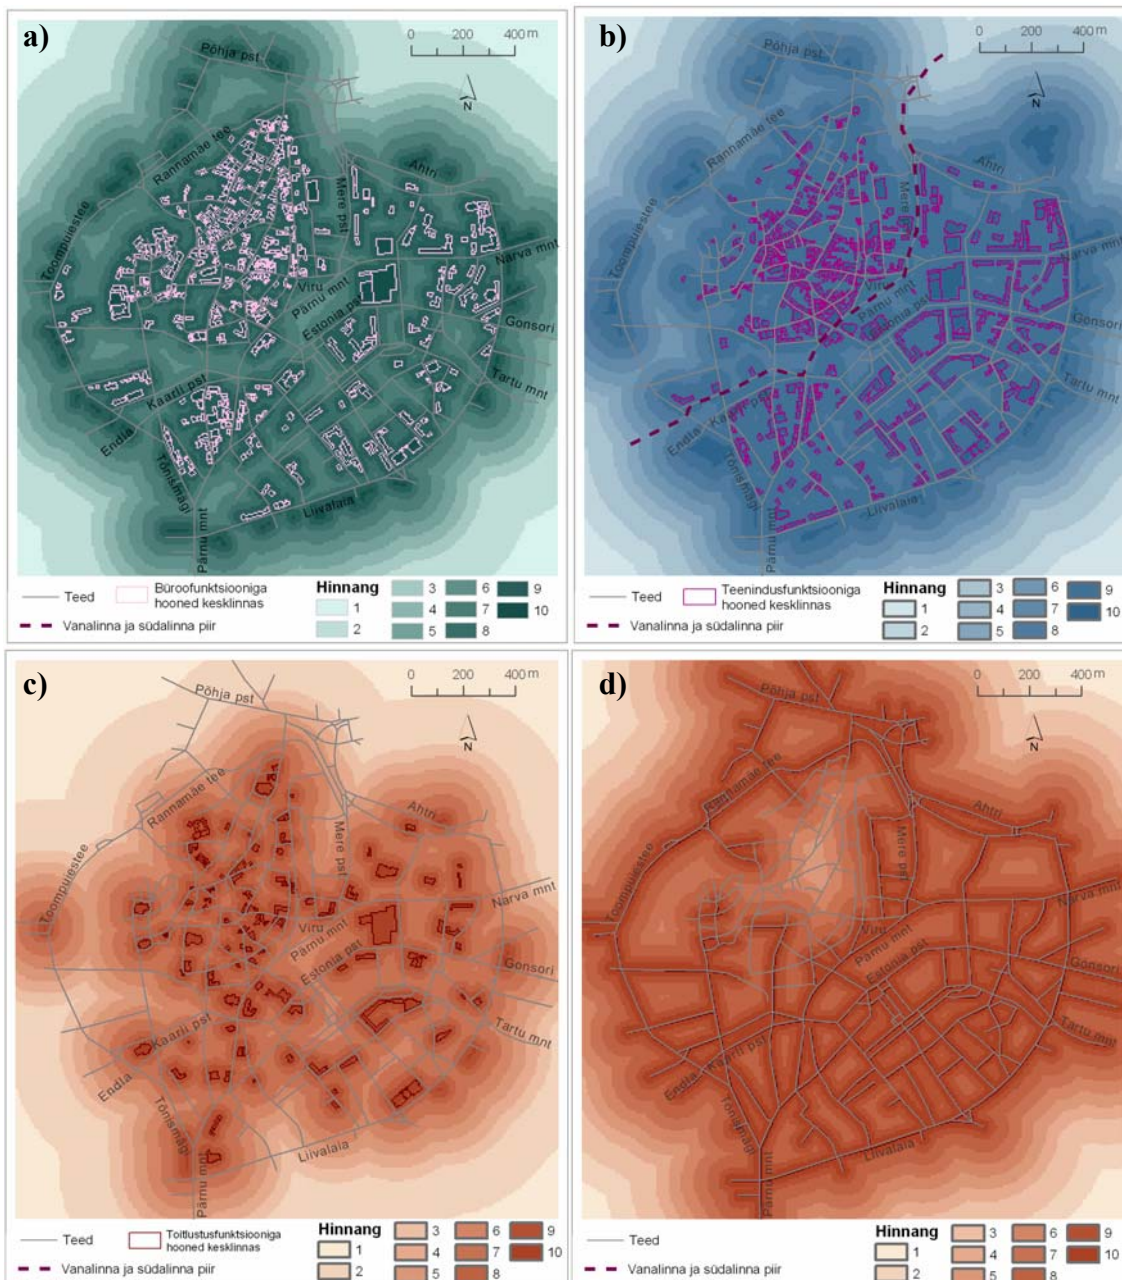 a)
0 200 400 m
N
Põhja pst
Rannamäe tee
Ahtri
Mere pst
Toompuiestee
Narva mnt
Viru
Pärnu mnt
Estonia pst
Gonsori
Tartu mnt
Kaarli pst
Endla
Tõnismägi
Liivalaia
Pärnu mnt
Teed
Büroofunktsiooniga
hooned kesklinnas
Vanalinna ja südalinna piir
Hinnang
1
2
3
4
5
6
7
8
9
10
b)
0 200 400 m
N
Põhja pst
Rannamäe tee
Ahtri
Mere pst
Toompuiestee
Narva mnt
Viru
Pärnu mnt
Estonia pst
Gonsori
Tartu mnt
Kaarli pst
Endla
Tõnismägi
Liivalaia
Pärnu mnt
Teed
Teenindusfunktsiooniga
hooned kesklinnas
Vanalinna ja südalinna piir
Hinnang
1
2
3
4
5
6
7
8
9
10
c)
0 200 400 m
N
Põhja pst
Rannamäe tee
Ahtri
Mere pst
Toompuiestee
Narva mnt
Viru
Pärnu mnt
Estonia pst
Gonsori
Tartu mnt
Kaarli pst
Endla
Tõnismägi
Liivalaia
Pärnu mnt
Teed
Toitlustusfunktsiooniga
hooned kesklinnas
Vanalinna ja südalinna piir
Hinnang
1
2
3
4
5
6
7
8
9
10
d)
0 200 400 m
N
Põhja pst
Rannamäe tee
Ahtri
Mere pst
Toompuiestee
Narva mnt
Viru
Pärnu mnt
Estonia pst
Gonsori
Tartu mnt
Kaarli pst
Endla
Tõnismägi
Liivalaia
Pärnu mnt
Teed
Vanalinna ja südalinna piir
Hinnang
1
2
3
4
5
6
7
8
9
10